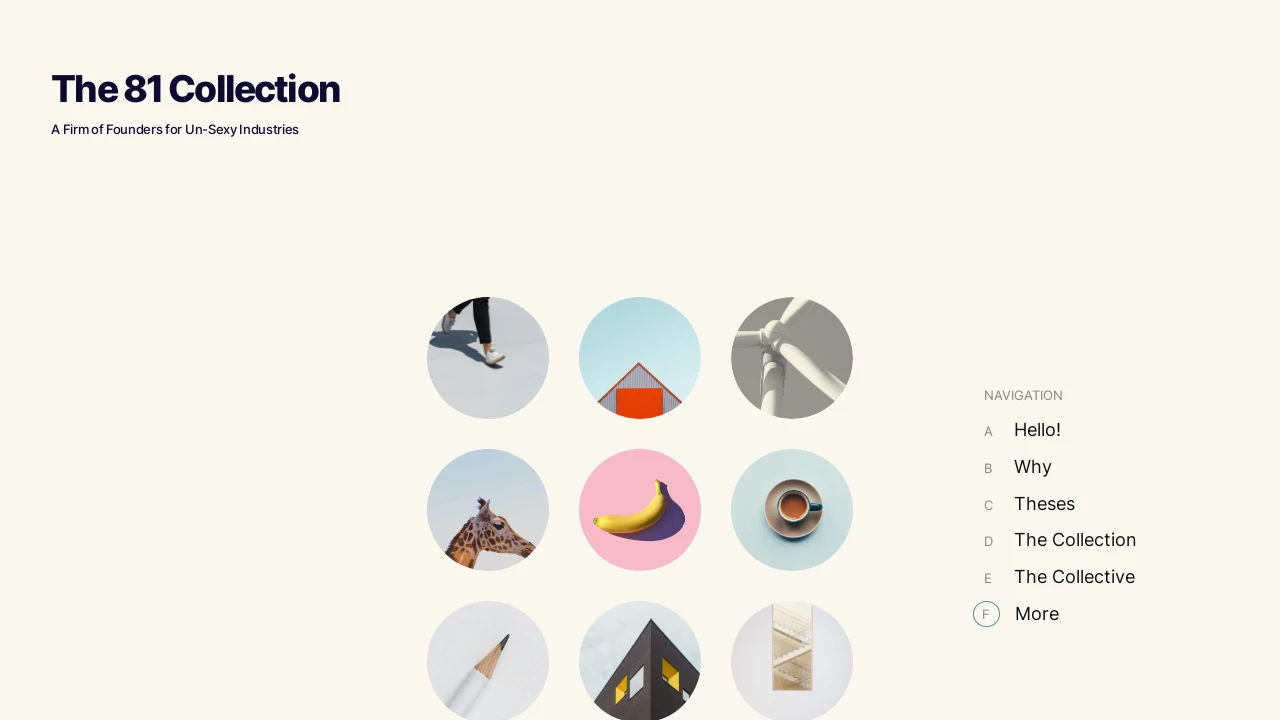 The 81 Collection
A Firm of Founders for Un-Sexy Industries
NAVIGATION
A Hello!
B Why
C Theses
D The Collection
E The Collective
F More